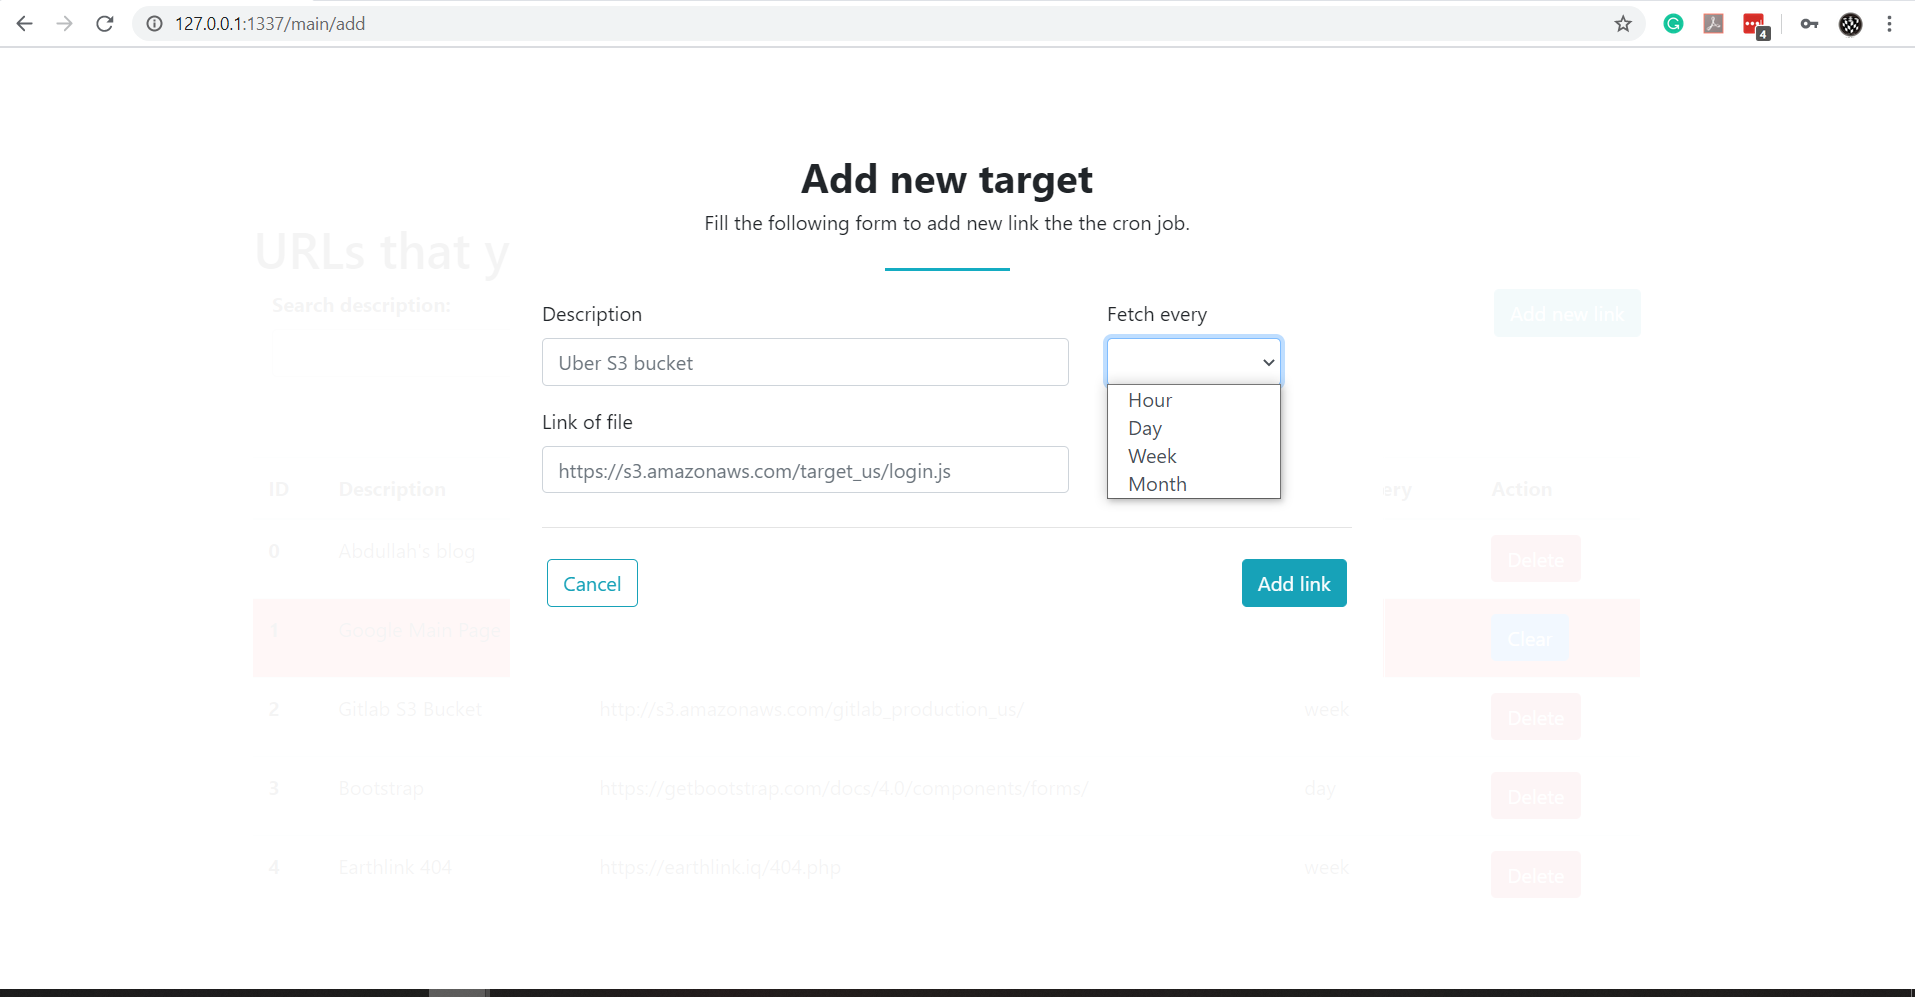 127.0.0.1:1337/main/add
4
Add new target
Fill the following form to add new link the the cron job.
URLs that y
Search description:
Add new link
Description
Fetch every
Uber S3 bucket
Hour
Day
Week
Month
Link of file
https://s3.amazonaws.com/target_us/login.js
ID Description ery Action
0 Abdullah's blog Delete
Cancel
Add link
1 Google Main Page Clear
2 Gitlab S3 Bucket http://s3.amazonaws.com/gitlab_production_us/ week Delete
3 Bootstrap https://getbootstrap.com/docs/4.0/components/forms/ day Delete
4 Earthlink 404 https://earthlink.iq/404.php week Delete